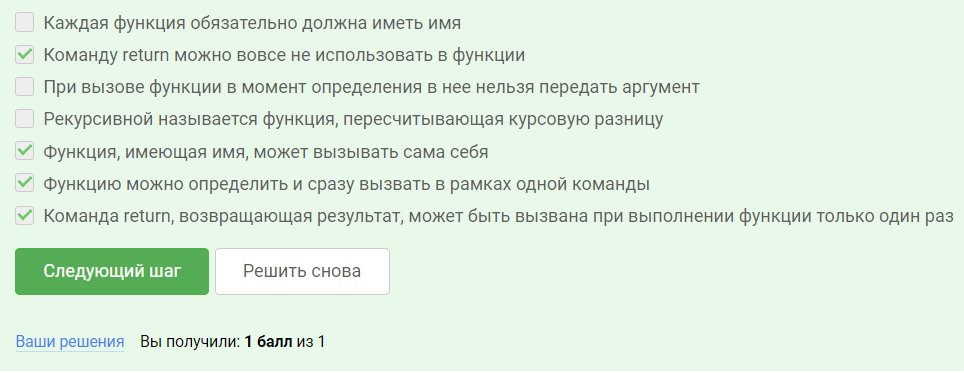 Каждая функция обязательно должна иметь имя
Команду return можно вовсе не использовать в функции
При вызове функции в момент определения в нее нельзя передать аргумент
Рекурсивной называется функция, пересчитывающая курсовую разницу
Функция, имеющая имя, может вызывать сама себя
Функцию можно определить и сразу вызвать в рамках одной команды
Команда return, возвращающая результат, может быть вызвана при выполнении функции только один раз
Следующий шаг Решить снова
Ваши решения Вы получили: 1 балл из 1